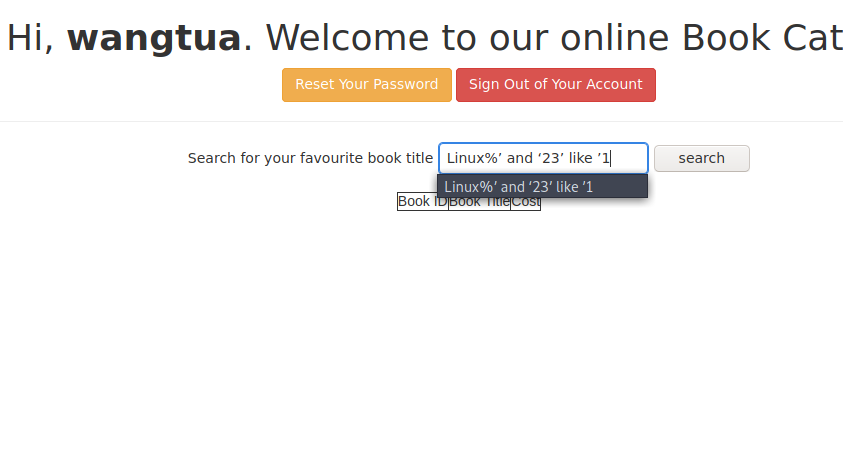 Hi, wangtua. Welcome to our online Book Cat
Reset Your Password Sign Out of Your Account
Search for your favourite book title Linux%’ and ‘23’ like ’1 search
Linux%’ and ‘23’ like ’1
Book ID Book Title Cost